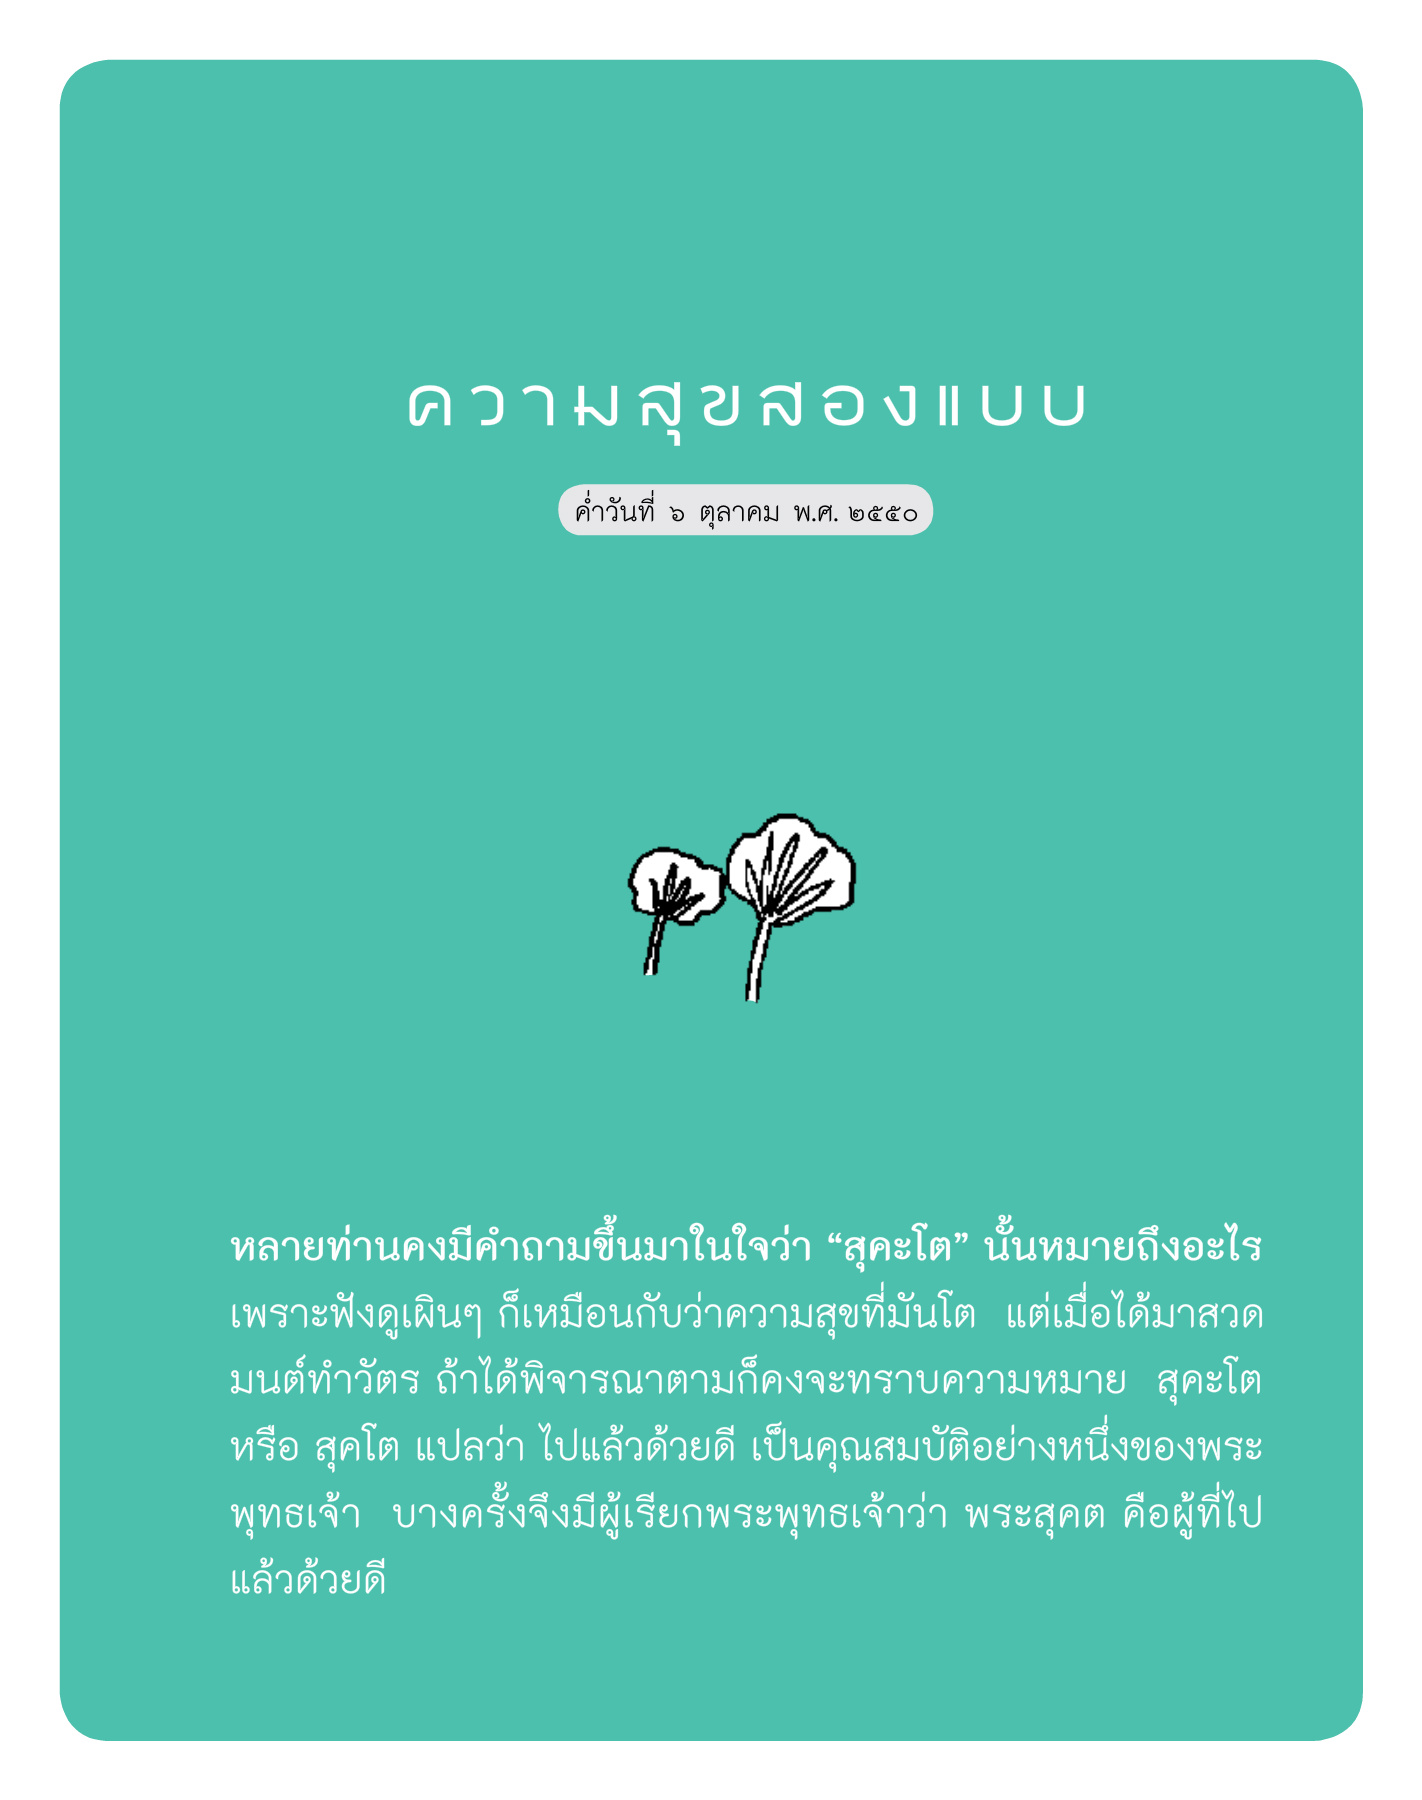 ความสุขสองแบบ
ค่ำวันที่ ๖ ตุลาคม พ.ศ. ๒๕๕๐
หลายท่านคงมีคำถามขึ้นมาในใจว่า “สุคะโต” นั้นหมายถึงอะไร
เพราะฟังดูเผินๆ ก็เหมือนกับว่าความสุขที่มันโต แต่เมื่อได้มาสวด
มนต์ทำวัตร ถ้าได้พิจารณาตามก็คงจะทราบความหมาย สุคะโต
หรือ สุคโต แปลว่า ไปแล้วด้วยดี เป็นคุณสมบัติอย่างหนึ่งของพระ
พุทธเจ้า บางครั้งจึงมีผู้เรียกพระพุทธเจ้าว่า พระสุคต คือผู้ที่ไป
แล้วด้วยดี